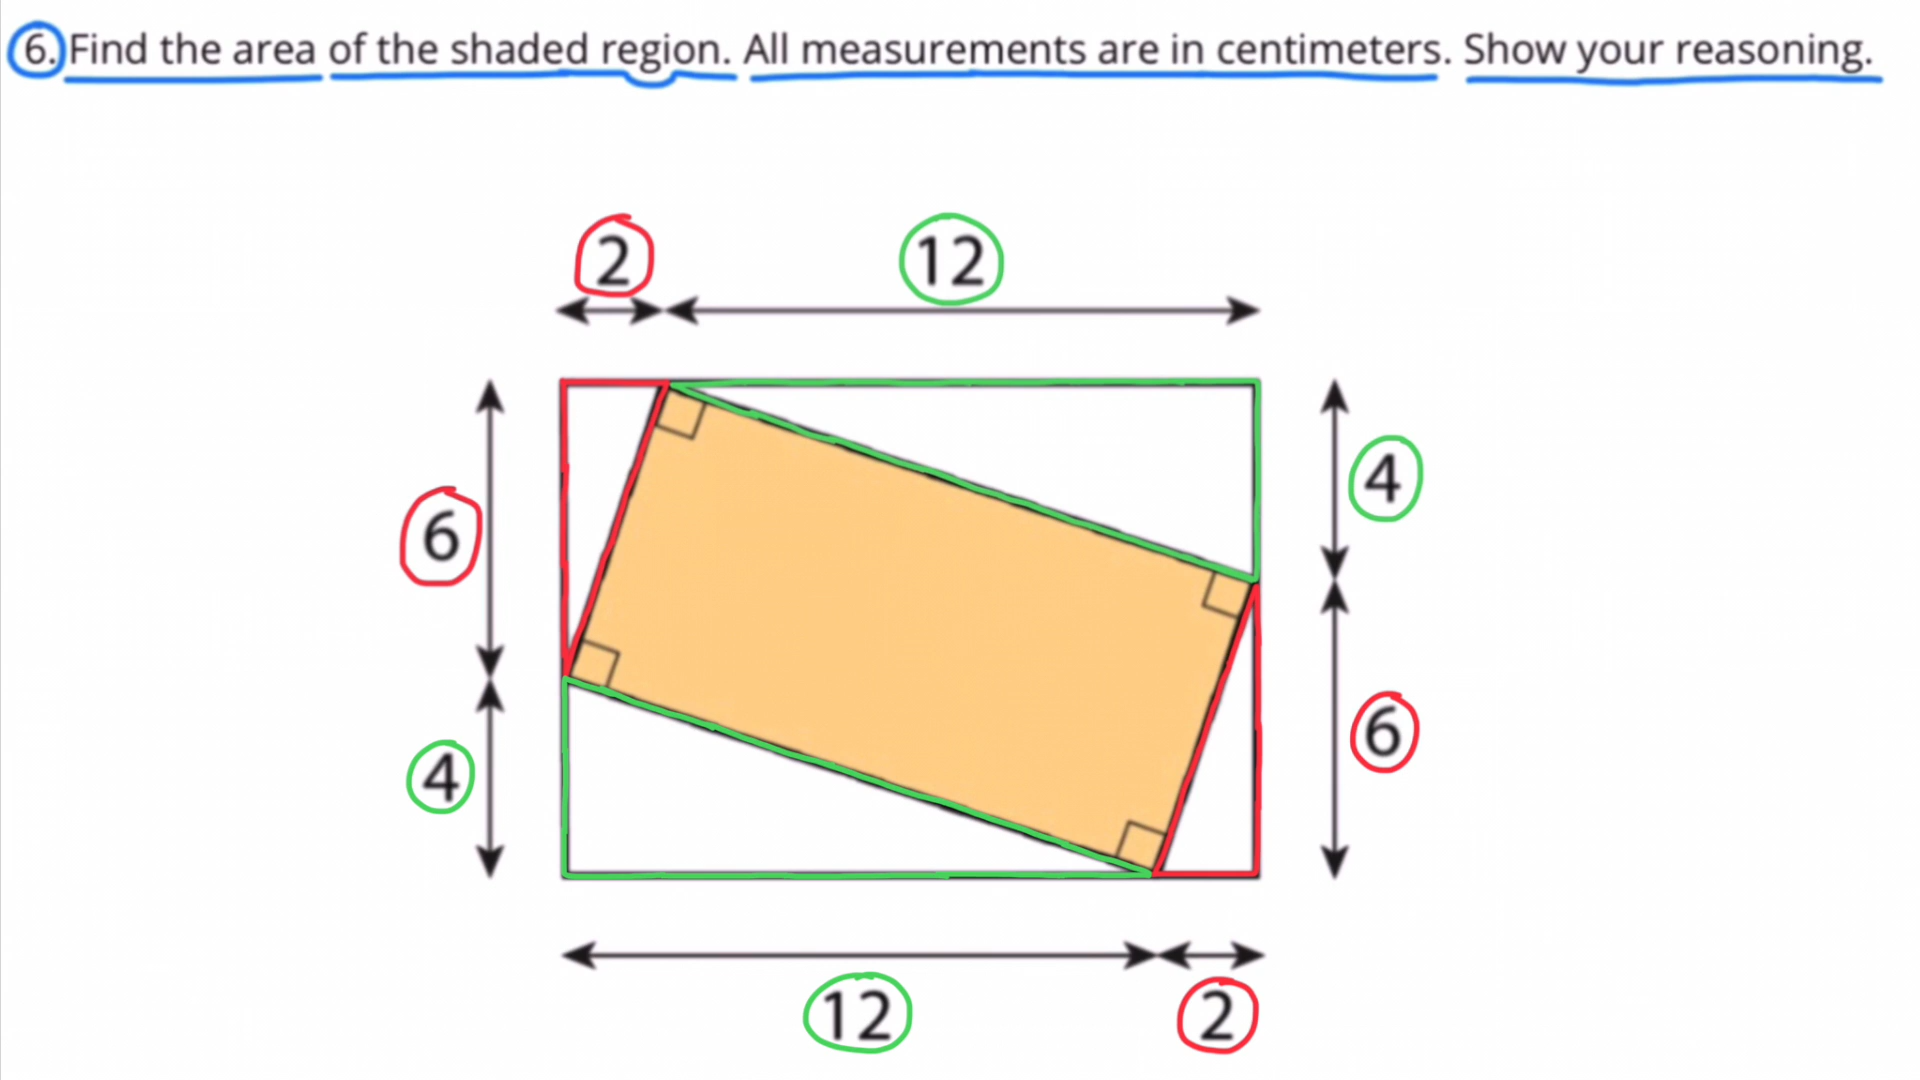 6. Find the area of the shaded region. All measurements are in centimeters. Show your reasoning.
2 12
6 4
4 6
12 2